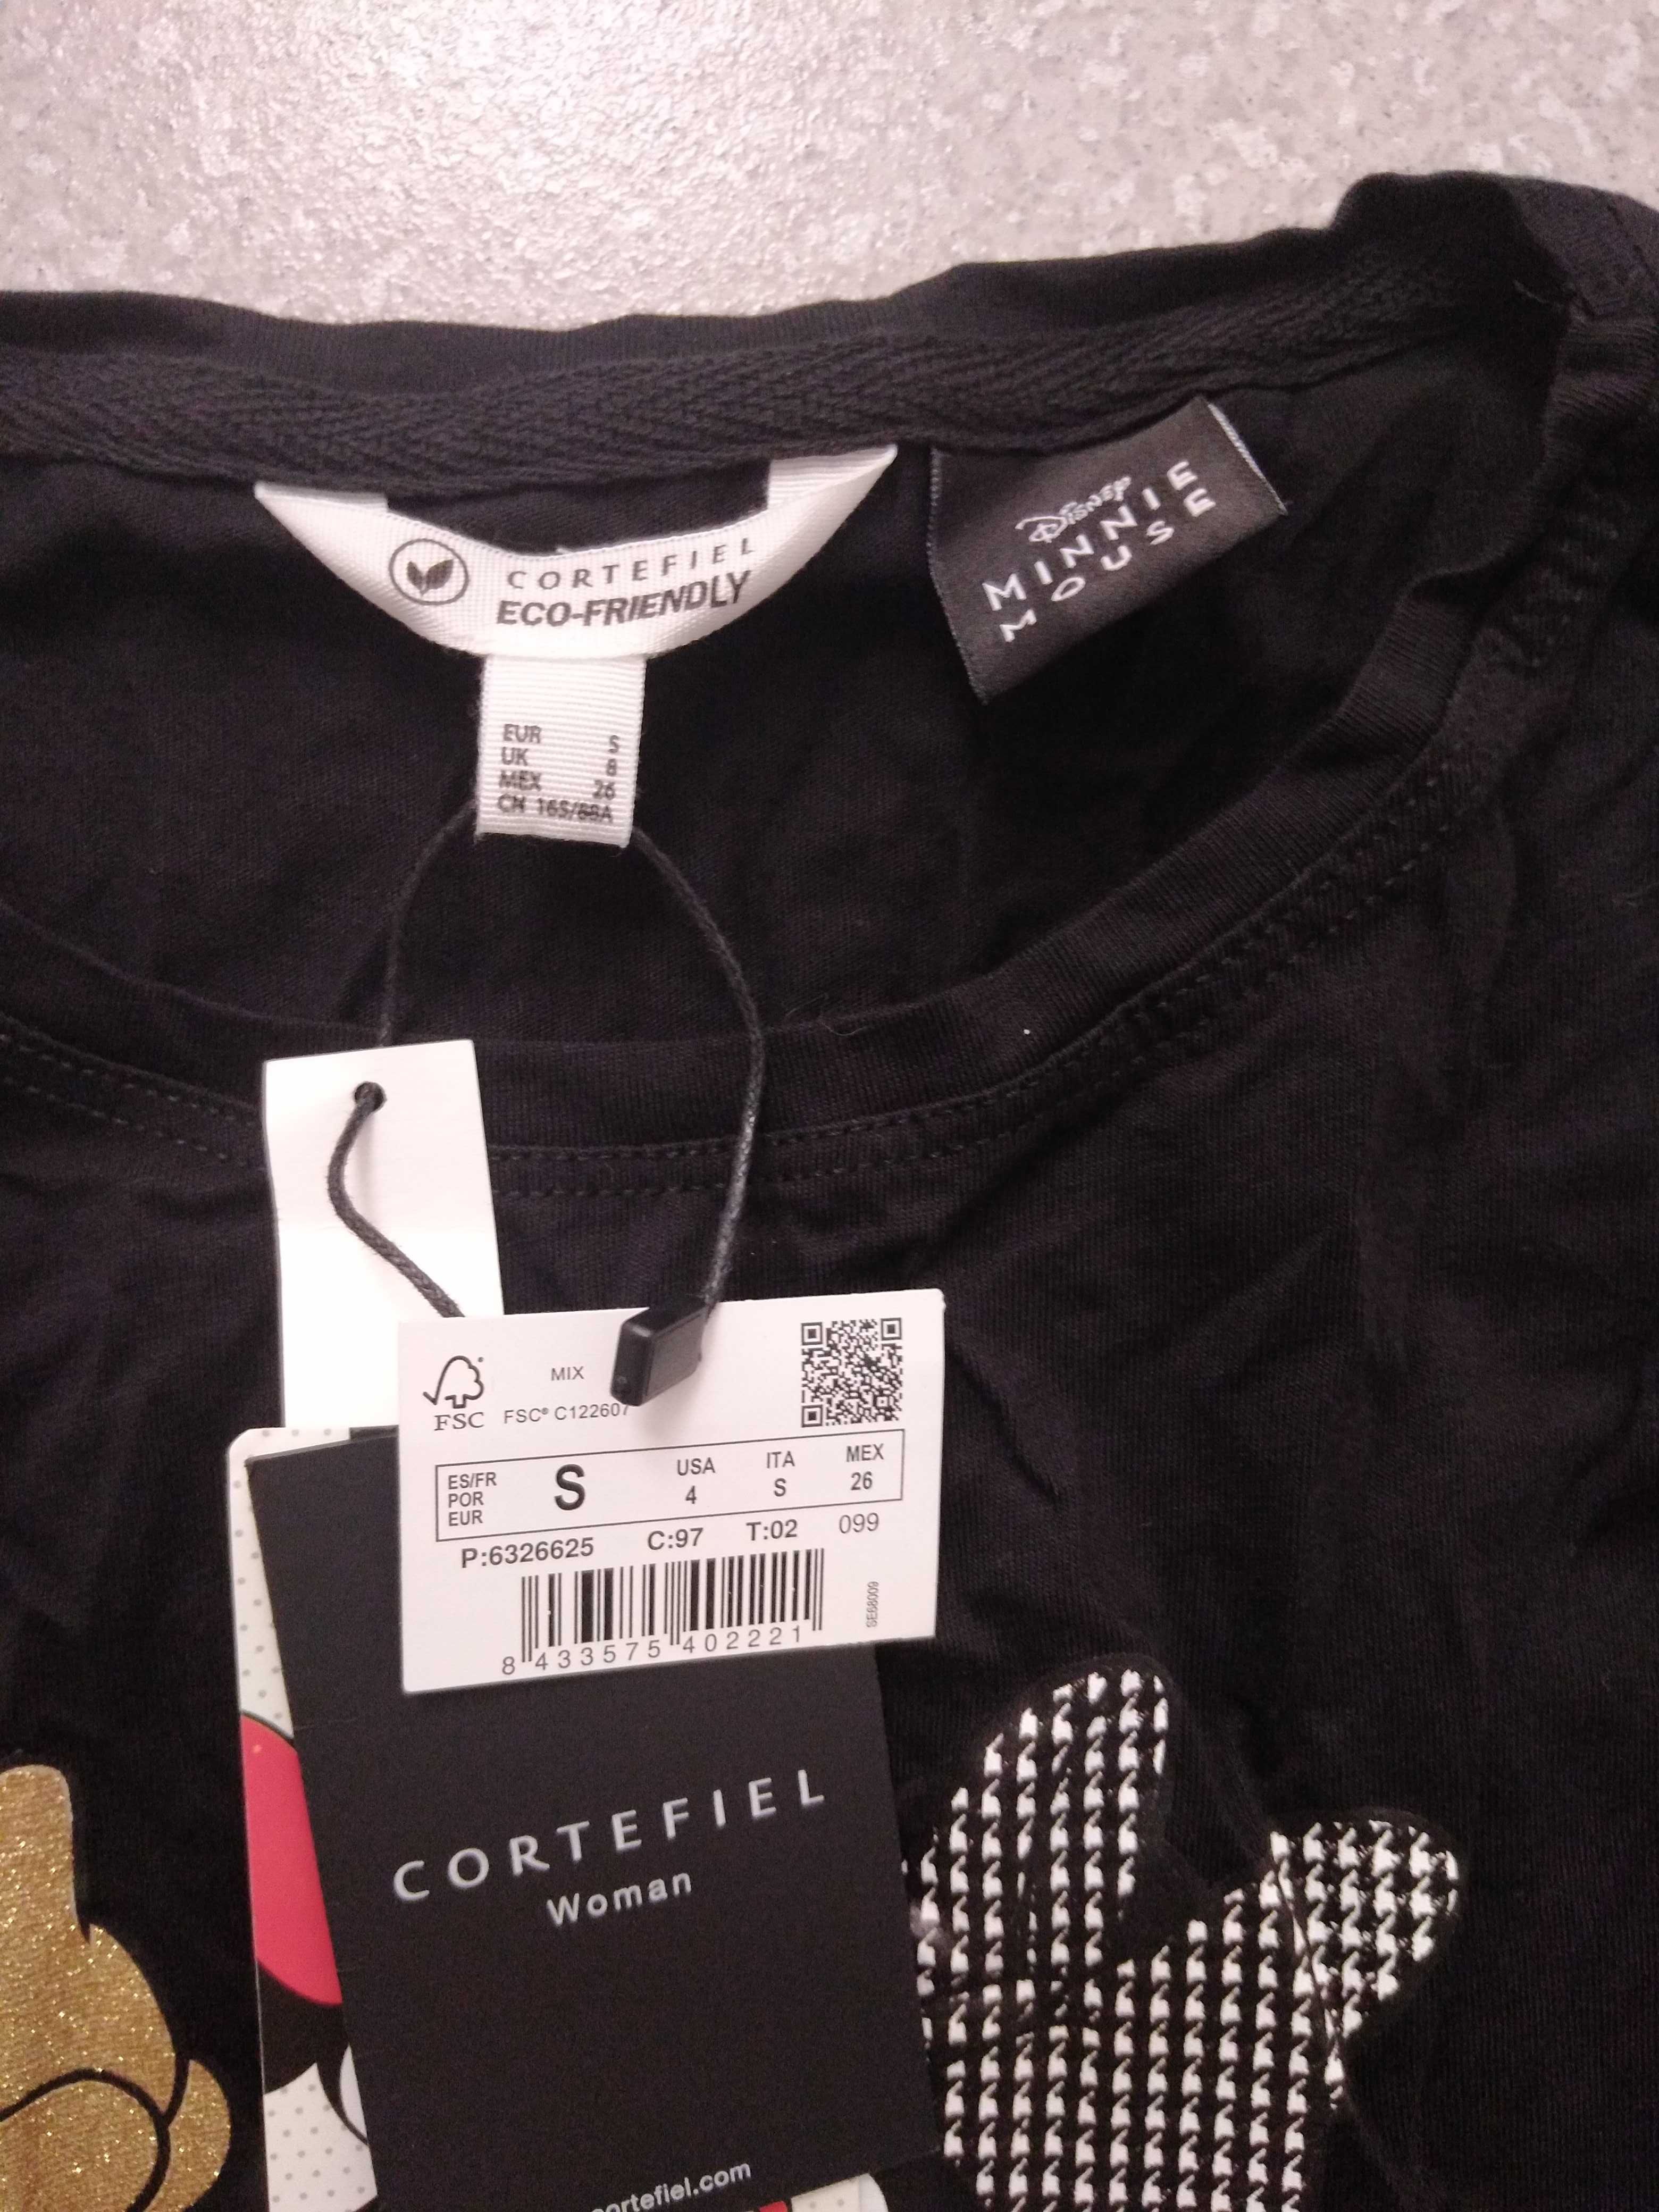 CORTEFIEL
ECO-FRIENDLY
Disney
MINNIE
MOUSE
EUR S
UK 8
MEX 26
CN 165/88A
FSC
MIX
FSC® C122607
ES/FR
POR
EUR
S
USA
4
ITA
S
MEX
26
P:6326625 C:97 T:02 099
8 433575 402221
SE68009
CORTEFIEL
Woman
cortefiel.com